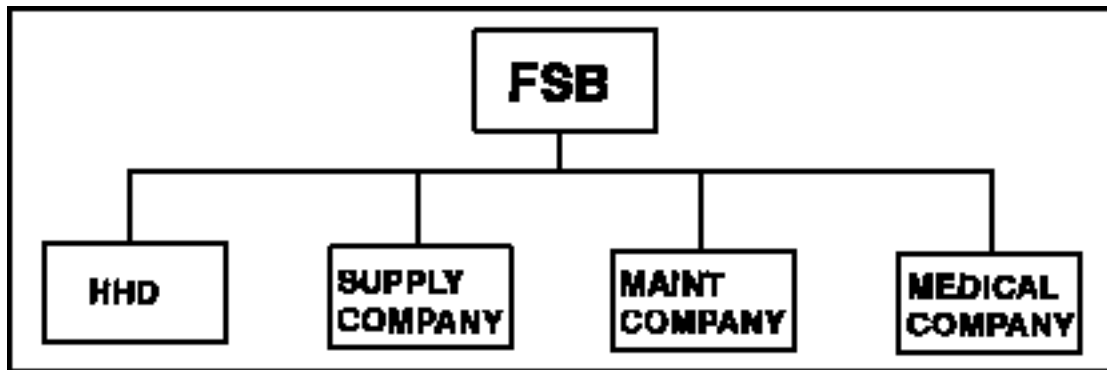 FSB
HHD
SUPPLY
COMPANY
MAINT
COMPANY
MEDICAL
COMPANY